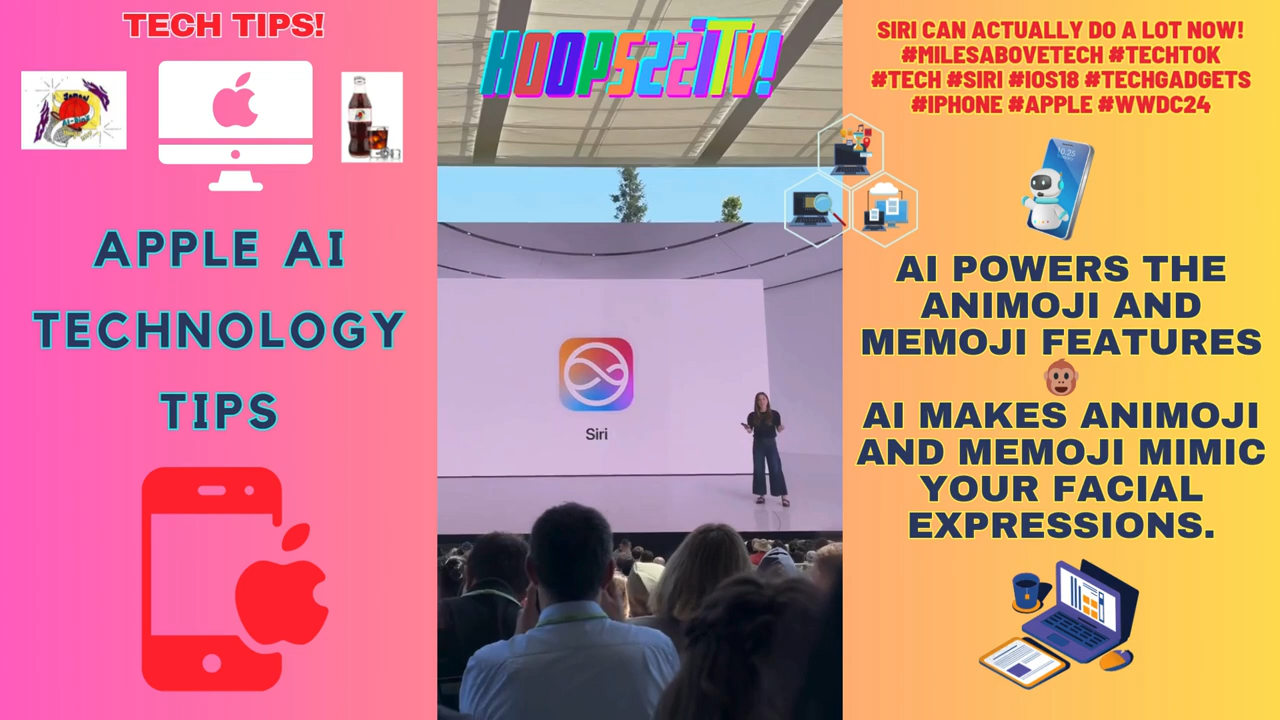 TECH TIPS!
APPLE AI
TECHNOLOGY
TIPS
HOOPS22ITV!
Siri
SIRI CAN ACTUALLY DO A LOT NOW!
#MILESABOVETECH #TECHTOK
#TECH #SIRI #IOS18 #TECHGADGETS
#IPHONE #APPLE #WWDC24
10:25
AI POWERS THE
ANIMOJI AND
MEMOJI FEATURES
AI MAKES ANIMOJI
AND MEMOJI MIMIC
YOUR FACIAL
EXPRESSIONS.